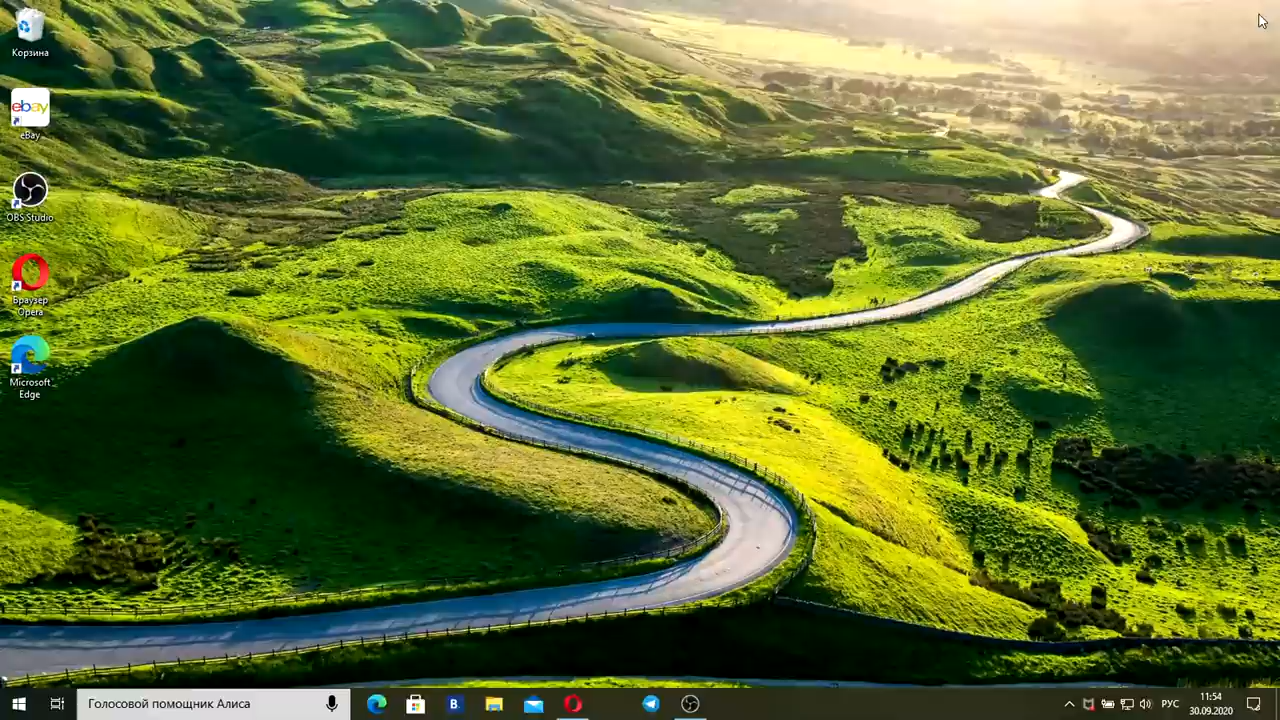 Корзина
ebay
eBay
OBS Studio
Браузер
Opera
Microsoft
Edge
Голосовой помощник Алиса
B.
РУС
11:54
30.09.2020